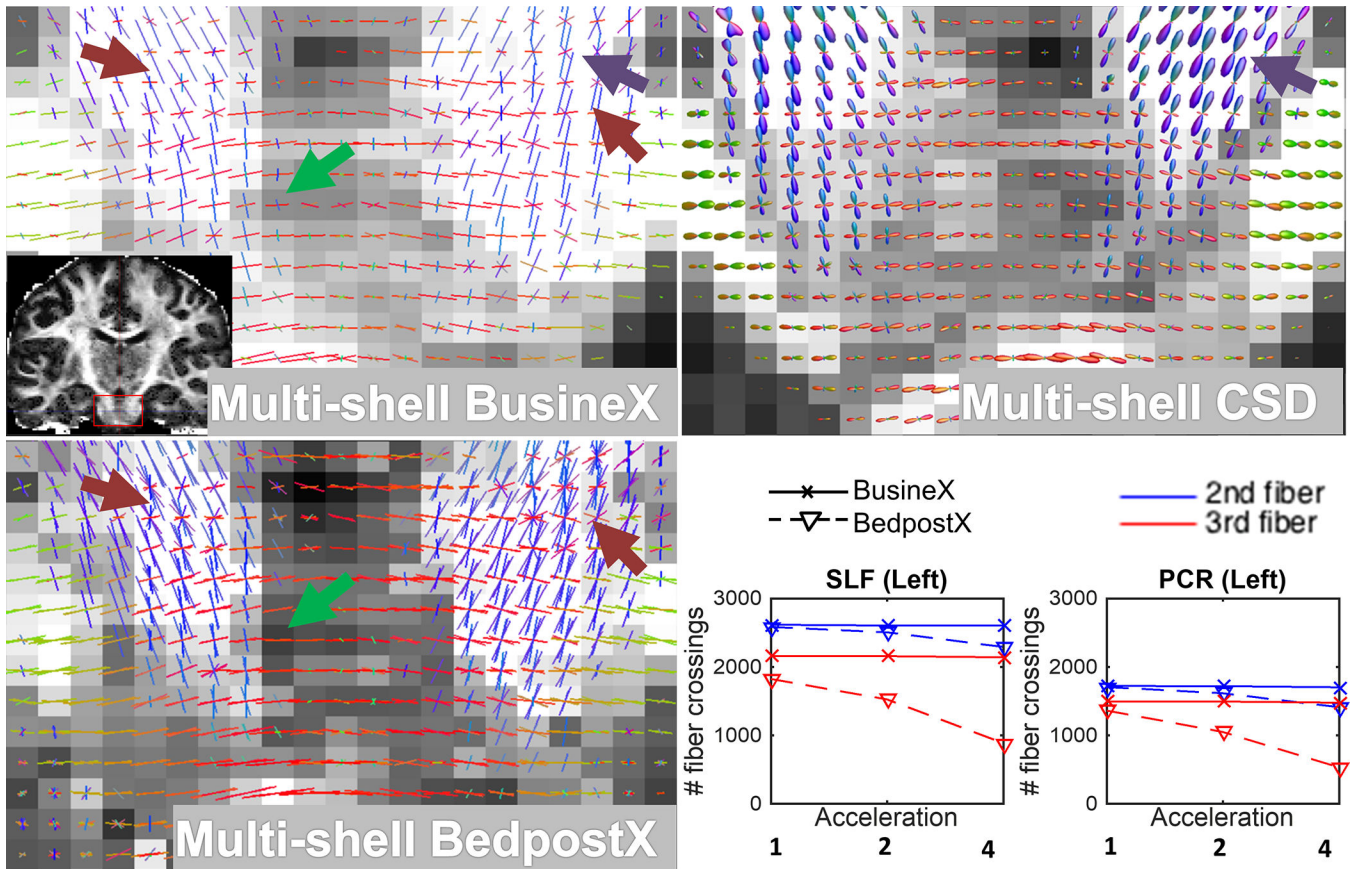 Multi-shell BusineX
Multi-shell CSD
Multi-shell BedpostX
BusineX
BedpostX
2nd fiber
3rd fiber
SLF (Left)
# fiber crossings
3000
2000
1000
0
Acceleration
1 2 4
PCR (Left)
# fiber crossings
3000
2000
1000
0
Acceleration
1 2 4